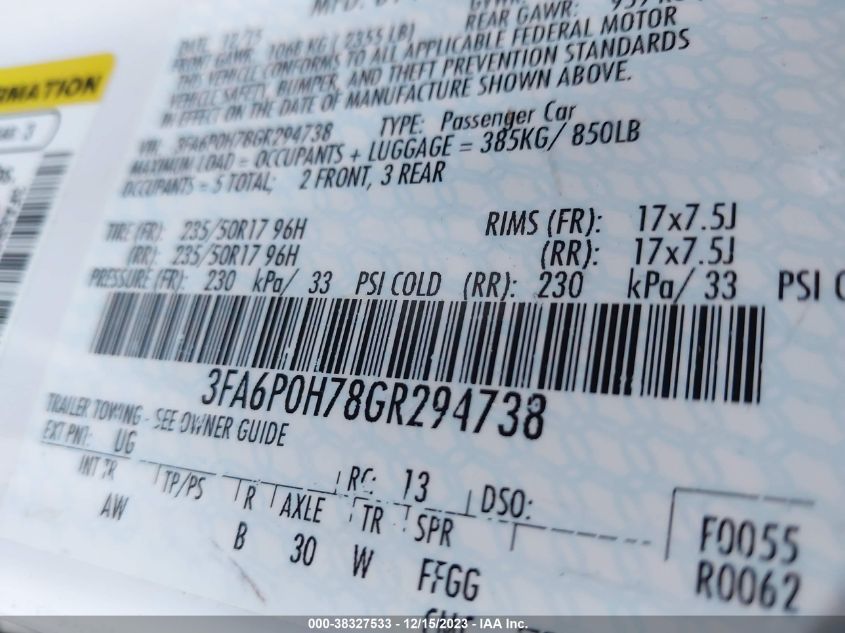 REAR GAWR:
DATE: 12/15
FRONT GAWR: 1068 KG ( 2355 LB)
THIS VEHICLE CONFORMS TO ALL APPLICABLE FEDERAL MOTOR
VEHICLE SAFETY, BUMPER, AND THEFT PREVENTION STANDARDS
IN EFFECT ON THE DATE OF MANUFACTURE SHOWN ABOVE.
VIN: 3FA6P0H78GR294738 TYPE: Passenger Car
MAXIMUM LOAD = OCCUPANTS + LUGGAGE = 385KG/ 850LB
OCCUPANTS = 5 TOTAL; 2 FRONT, 3 REAR
TIRE (FR): 235/50R17 96H RIMS (FR): 17x7.5J
(RR): 235/50R17 96H (RR): 17x7.5J
PRESSURE (FR): 230 kPa/ 33 PSI COLD (RR): 230 kPa/ 33 PSI
3FA6P0H78GR294738
TRAILER TOWING - SEE OWNER GUIDE
EXT PNT: UG RC: 13 DSO:
INT TR TP/PS R AXLE TR SPR F0055
AW B 30 W FFGG R0062
000-38327533 - 12/15/2023 - IAA Inc.